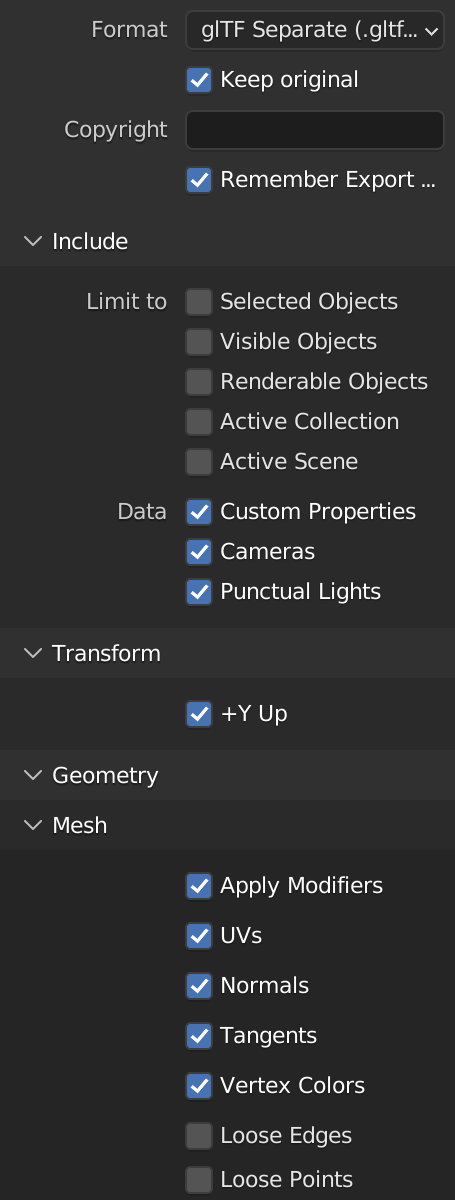 Format glTF Separate (.gltf...
Keep original
Copyright
Remember Export ...
Include
Limit to Selected Objects
Visible Objects
Renderable Objects
Active Collection
Active Scene
Data Custom Properties
Cameras
Punctual Lights
Transform
+Y Up
Geometry
Mesh
Apply Modifiers
UVs
Normals
Tangents
Vertex Colors
Loose Edges
Loose Points